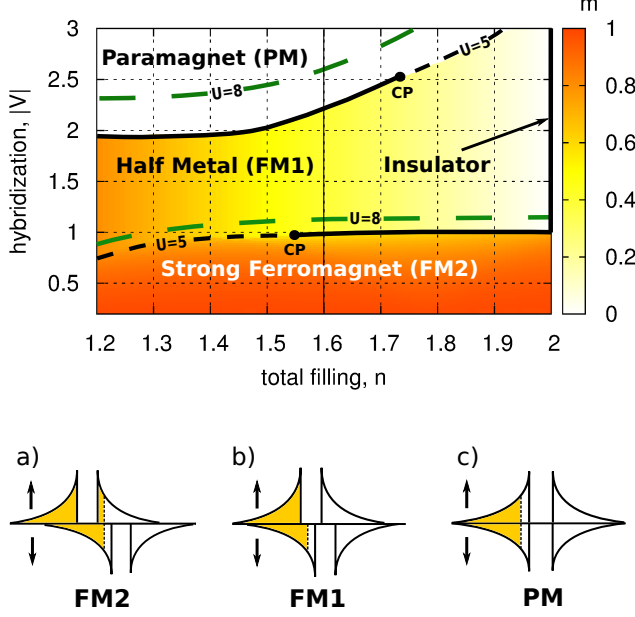 m
3
2.5
2
1.5
1
0.5
hybridization, |V|
Paramagnet (PM)
U=8
U=5
CP
Half Metal (FM1)
Insulator
U=8
U=5
CP
Strong Ferromagnet (FM2)
1
0.8
0.6
0.4
0.2
0
1.2 1.3 1.4 1.5 1.6 1.7 1.8 1.9 2
total filling, n
a) b) c)
FM2 FM1 PM